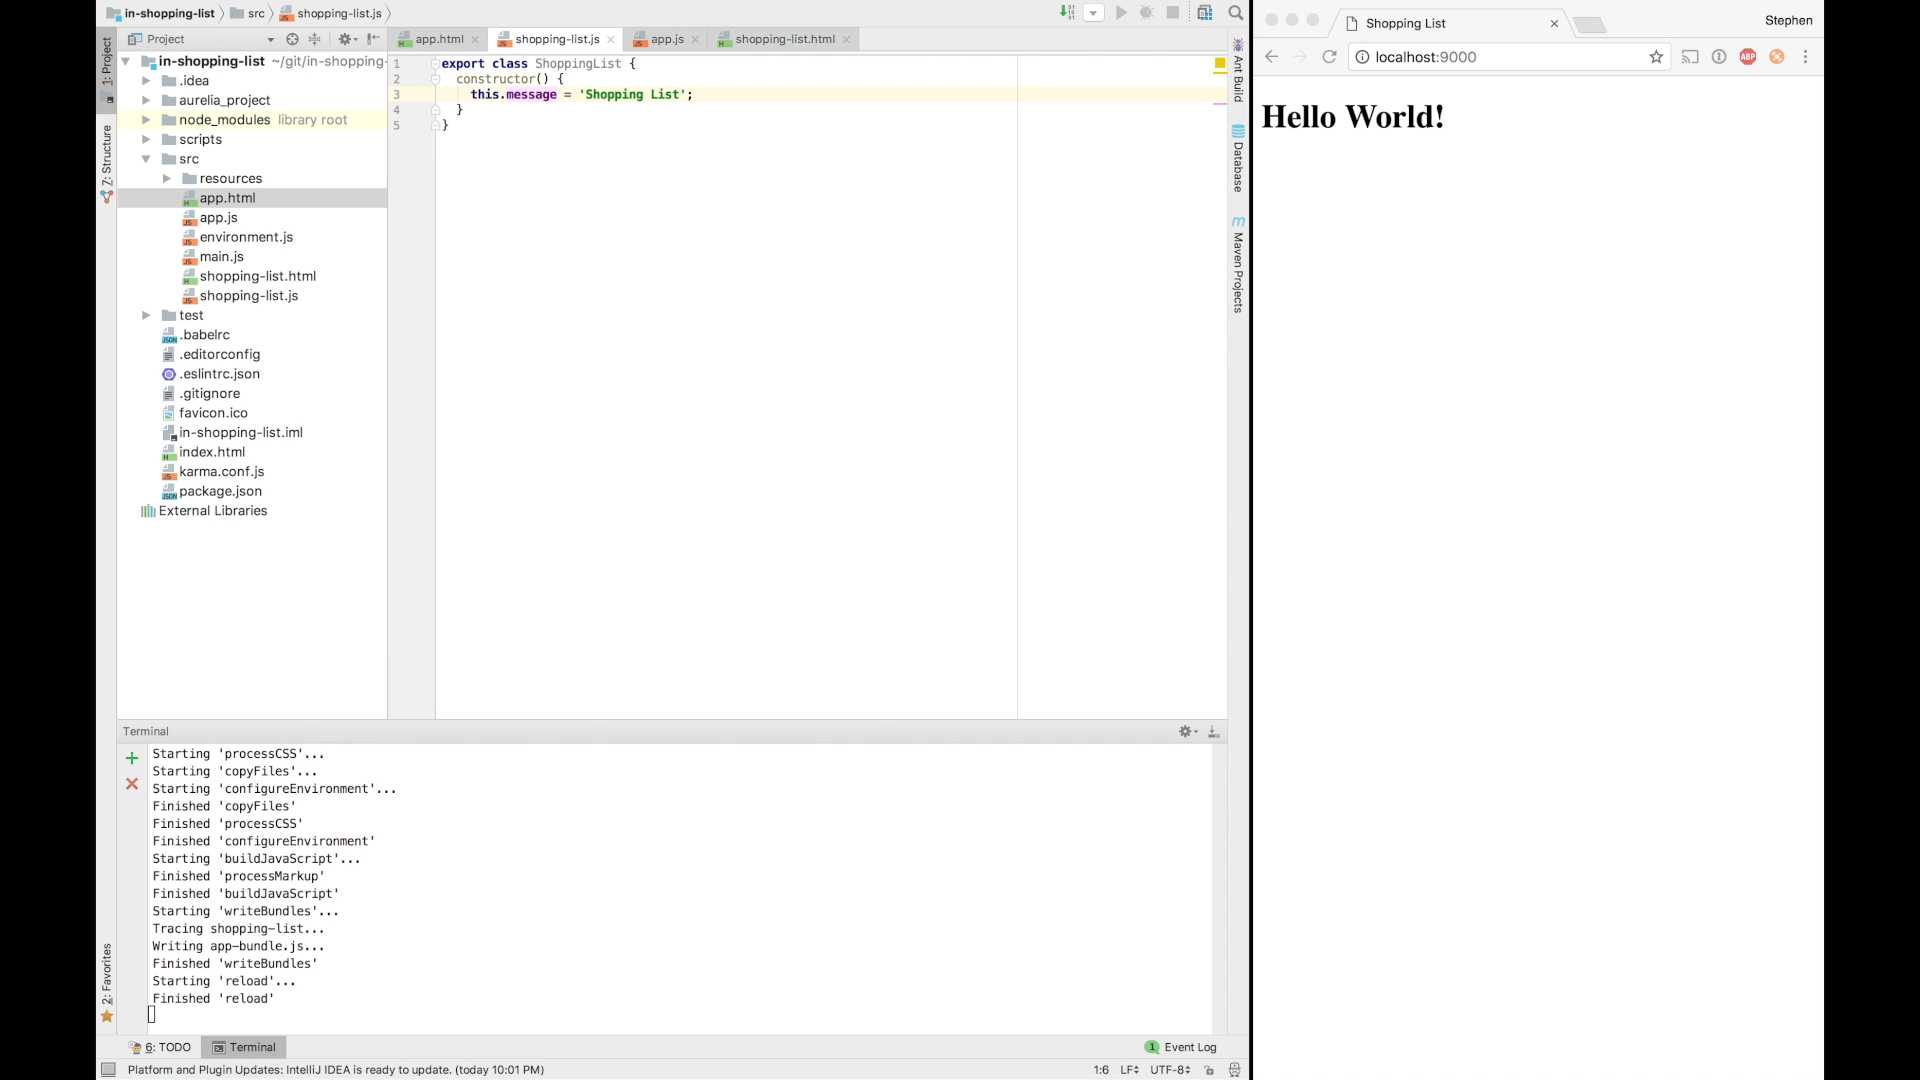 in-shopping-list src shopping-list.js
Project
app.html shopping-list.js app.js shopping-list.html
1: Project
7: Structure
2: Favorites
in-shopping-list ~/git/in-shopping-
.idea
aurelia_project
node_modules library root
scripts
src
resources
app.html
app.js
environment.js
main.js
shopping-list.html
shopping-list.js
test
.babelrc
.editorconfig
.eslintrc.json
.gitignore
favicon.ico
in-shopping-list.iml
index.html
karma.conf.js
package.json
External Libraries
1 export class ShoppingList {
2 constructor() {
3 this.message = 'Shopping List';
4 }
5 }
Ant Build
Database
Maven Projects
Terminal
Starting 'processCSS'...
Starting 'copyFiles'...
Starting 'configureEnvironment'...
Finished 'copyFiles'
Finished 'processCSS'
Finished 'configureEnvironment'
Starting 'buildJavaScript'...
Finished 'processMarkup'
Finished 'buildJavaScript'
Starting 'writeBundles'...
Tracing shopping-list...
Writing app-bundle.js...
Finished 'writeBundles'
Starting 'reload'...
Finished 'reload'
6: TODO Terminal
1 Event Log
Platform and Plugin Updates: IntelliJ IDEA is ready to update. (today 10:01 PM)
1:6 LF UTF-8
Shopping List
Stephen
localhost:9000
ABP
Hello World!